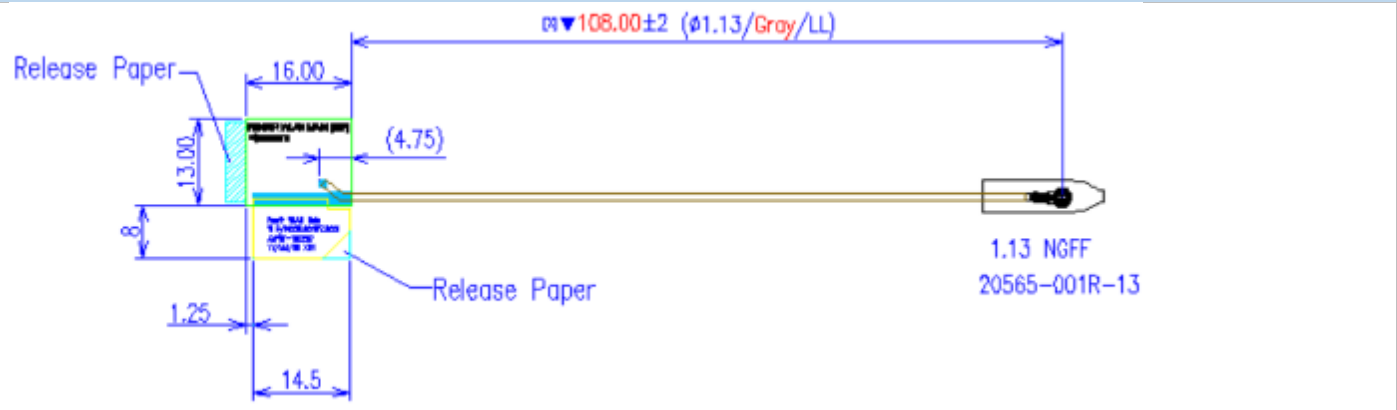 ▼108.00±2 (ø1.13/Gray/LL)
Release Paper
16.00
(4.75)
13.00
8
1.13 NGFF
20565-001R-13
Release Paper
1.25
14.5